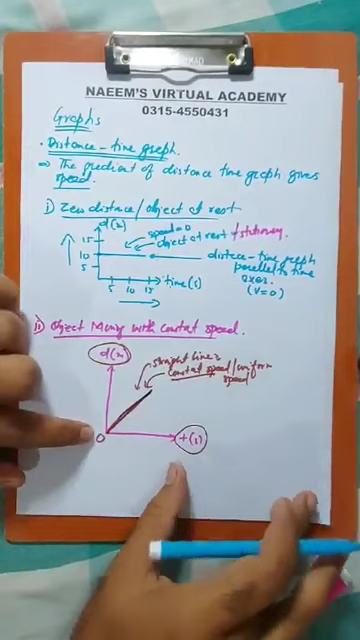 NAEEM'S VIRTUAL ACADEMY
0315-4550431
Graphs
• Distance - time graph.
⇒ The gradient of distance time graph gives
speed.
i) Zero distance / object at rest
d(m)
speed = 0
object at rest / stationary.
15
10
5
5 10 15
time (s)
distance - time graph
parallel to time
axis.
(V=0)
ii) Object Moving with constant speed.
d(m)
straight line =
constant speed / uniform
speed
0
t(s)